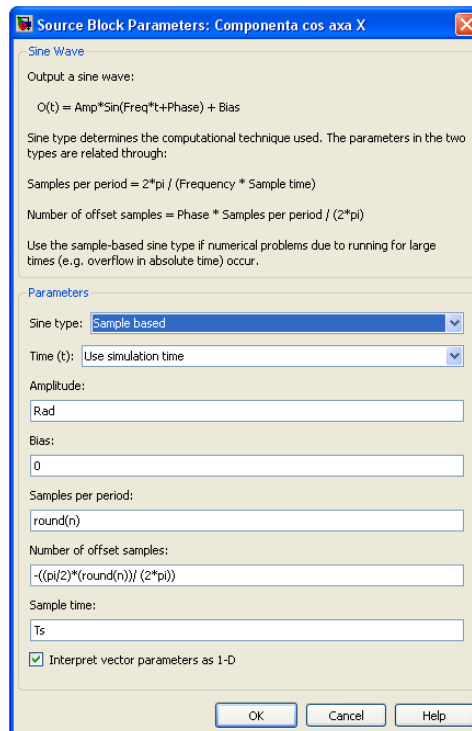 Source Block Parameters: Componenta cos axa X
Sine Wave
Output a sine wave:
O(t) = Amp*Sin(Freq*t+Phase) + Bias
Sine type determines the computational technique used. The parameters in the two
types are related through:
Samples per period = 2*pi / (Frequency * Sample time)
Number of offset samples = Phase * Samples per period / (2*pi)
Use the sample-based sine type if numerical problems due to running for large
times (e.g. overflow in absolute time) occur.
Parameters
Sine type: Sample based
Time (t): Use simulation time
Amplitude:
Rad
Bias:
0
Samples per period:
round(n)
Number of offset samples:
-((pi/2)*(round(n))/ (2*pi))
Sample time:
Ts
Interpret vector parameters as 1-D
OK Cancel Help